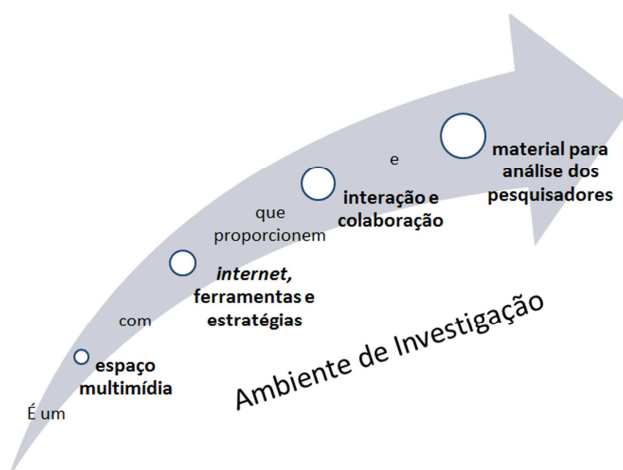 É um
espaço
multimídia
com
internet,
ferramentas e
estratégias
que
proporcionem
interação e
colaboração
e
material para
análise dos
pesquisadores
Ambiente de Investigação